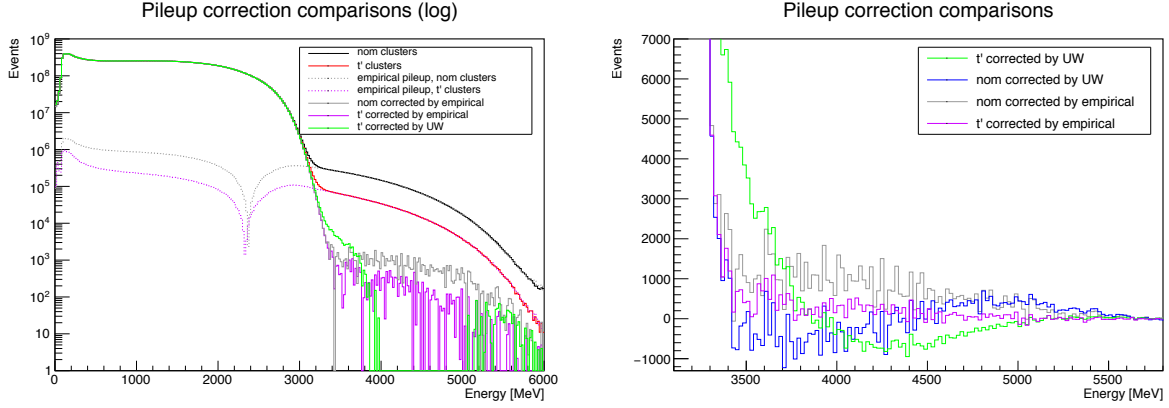 Pileup correction comparisons (log)
Events
10⁹
10⁸
10⁷
10⁶
10⁵
10⁴
10³
10²
10
1
nom clusters
t' clusters
empirical pileup, nom clusters
empirical pileup, t' clusters
nom corrected by empirical
t' corrected by empirical
t' corrected by UW
0 1000 2000 3000 4000 5000 6000
Energy [MeV]
Pileup correction comparisons
Events
7000
6000
5000
4000
3000
2000
1000
0
−1000
t' corrected by UW
nom corrected by UW
nom corrected by empirical
t' corrected by empirical
3500 4000 4500 5000 5500
Energy [MeV]